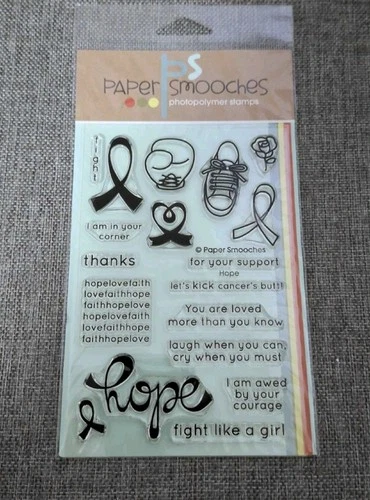 PS
PAPER SMOOCHES
photopolymer stamps
fight
I am in your
corner
© Paper Smooches
thanks
for your support
Hope
let's kick cancer's butt!
hopelovefaith
lovefaithhope
faithhopelove
hopelovefaith
lovefaithhope
faithhopelove
You are loved
more than you know
laugh when you can,
cry when you must
hope
I am awed
by your
courage
fight like a girl